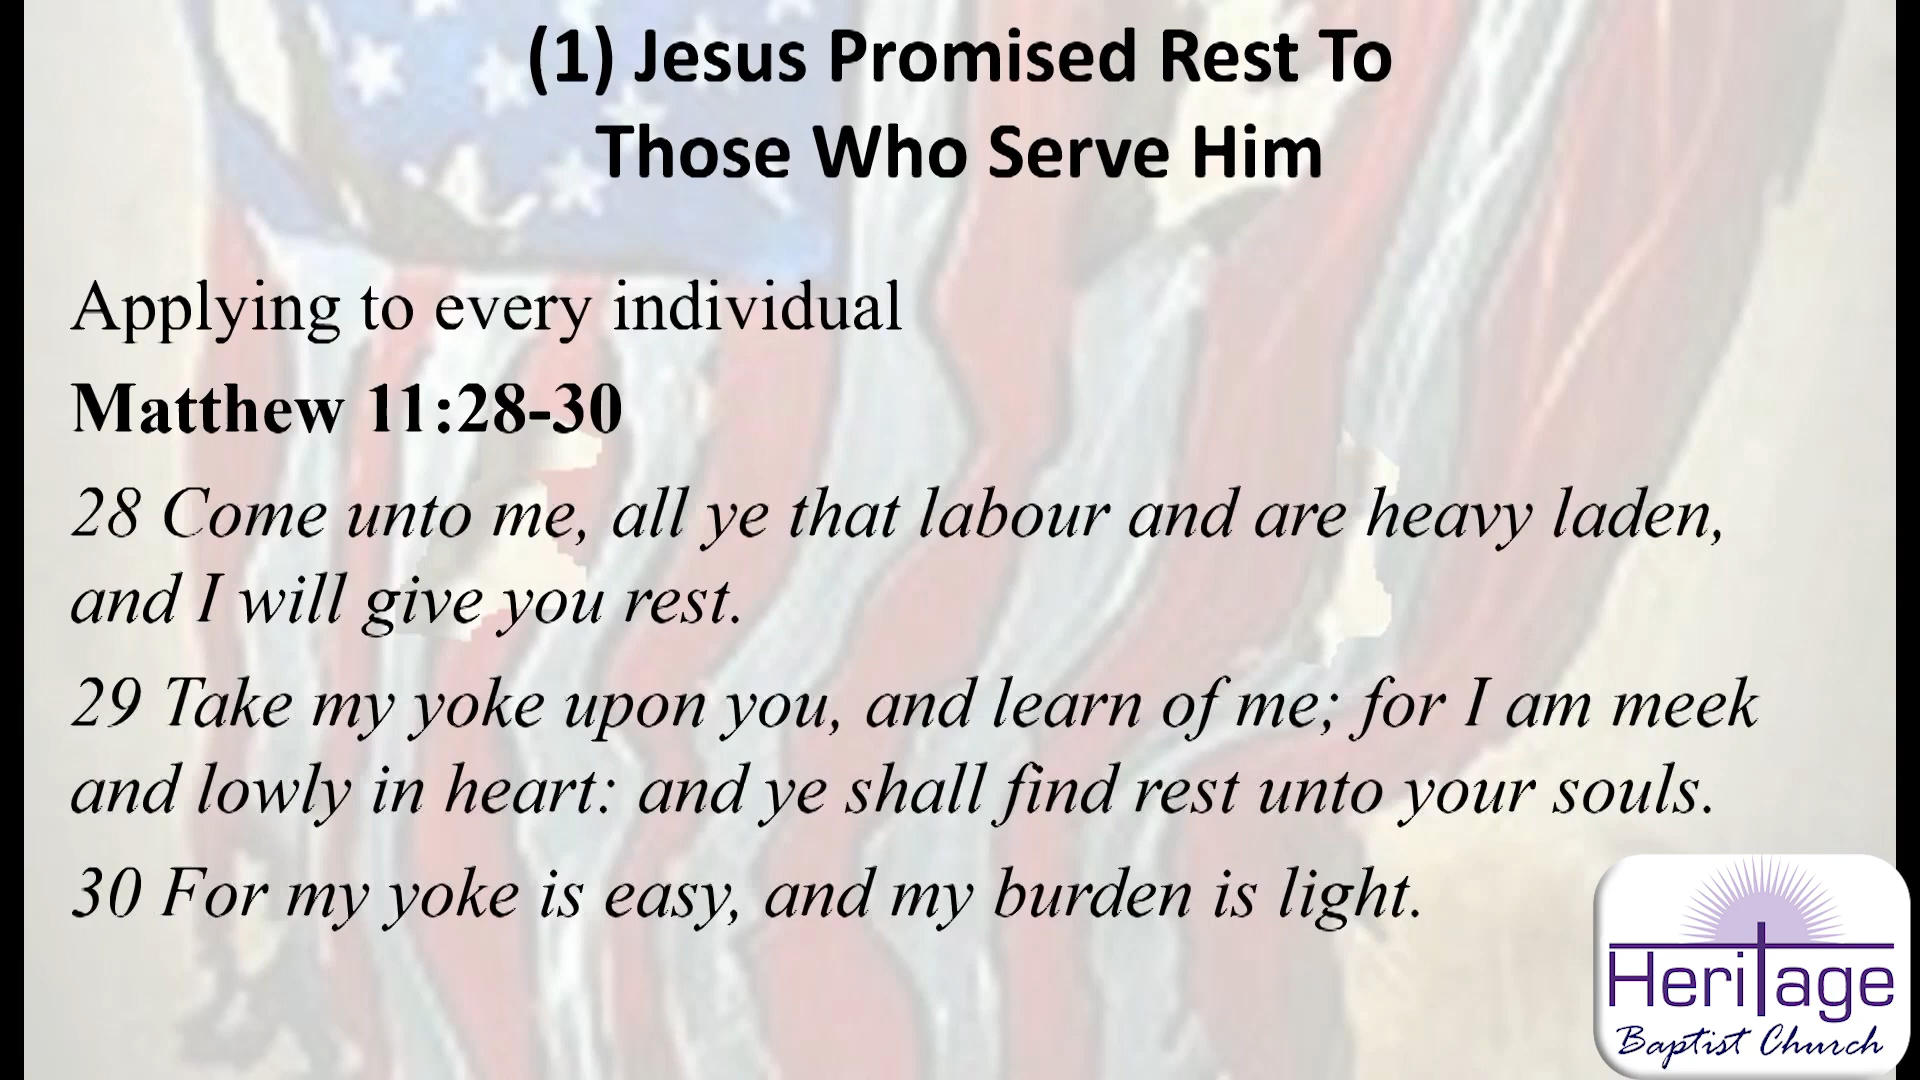 (1) Jesus Promised Rest To
Those Who Serve Him
Applying to every individual
Matthew 11:28-30
28 Come unto me, all ye that labour and are heavy laden,
and I will give you rest.
29 Take my yoke upon you, and learn of me; for I am meek
and lowly in heart: and ye shall find rest unto your souls.
30 For my yoke is easy, and my burden is light.
Heritage
Baptist Church